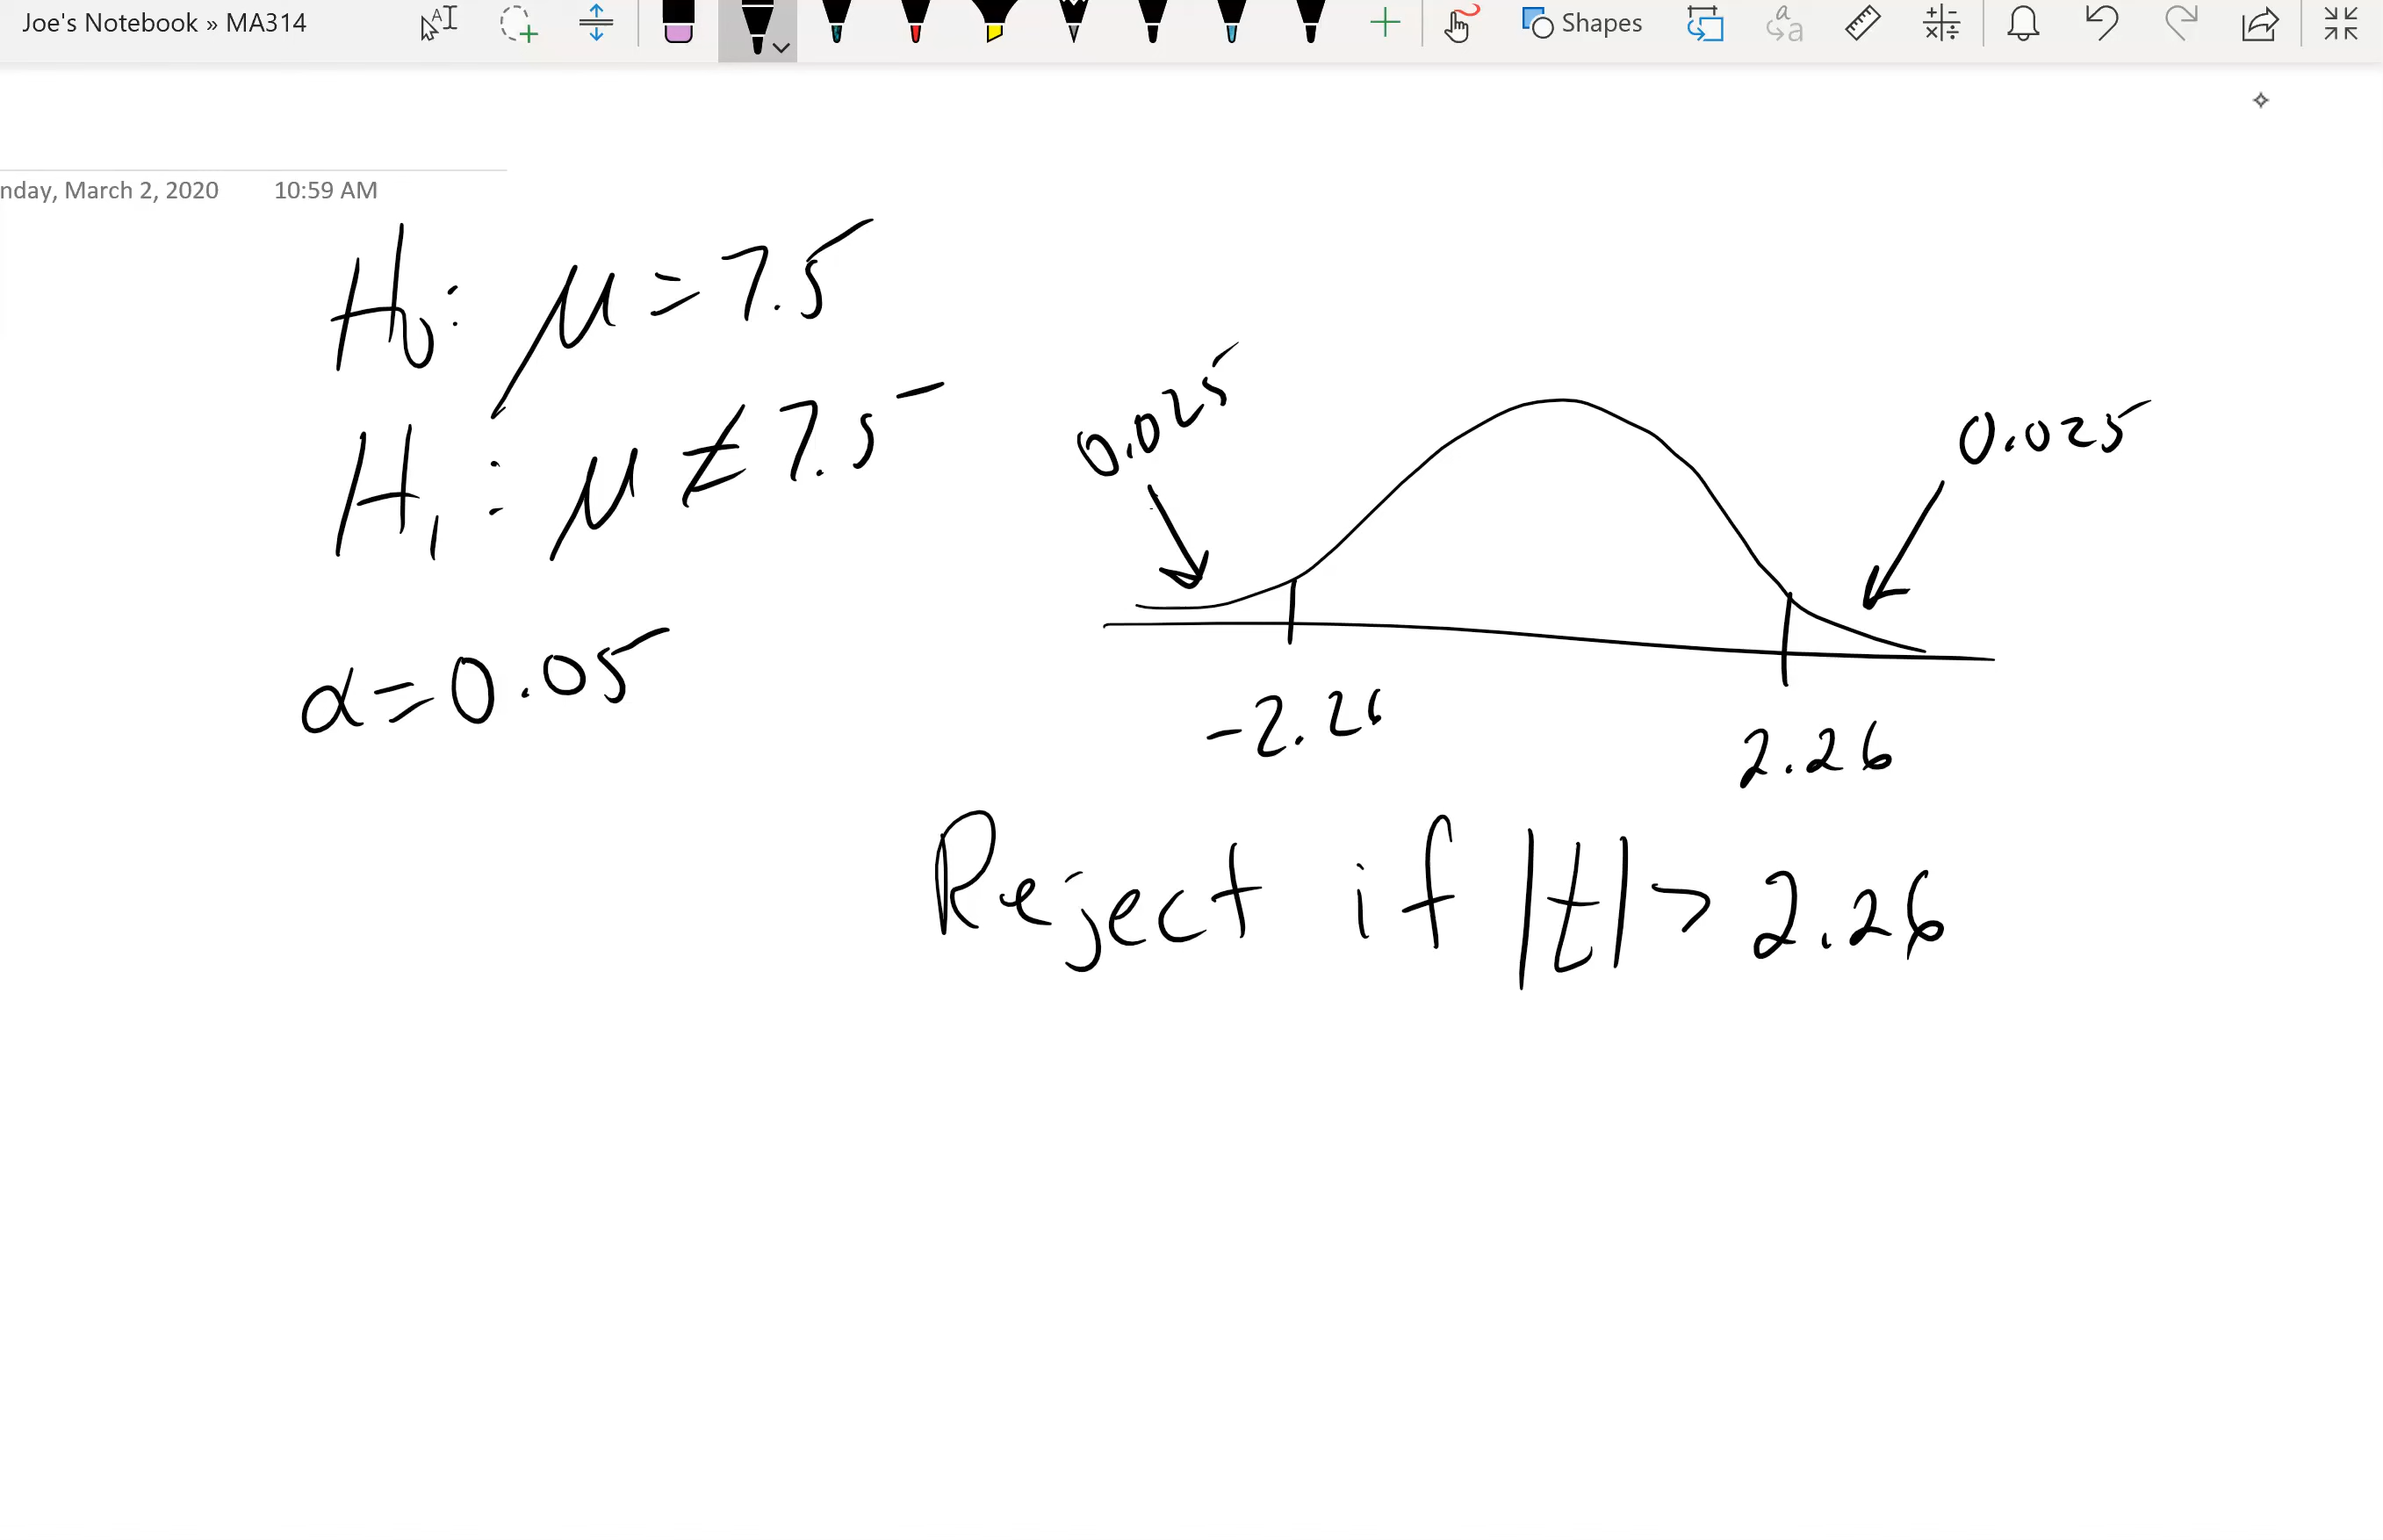 Joe's Notebook » MA314
Shapes
nday, March 2, 2020 10:59 AM
H₀: μ = 7.5
H₁: μ ≠ 7.5
α = 0.05
0.025
0.025
-2.26
2.26
Reject if |t| > 2.26